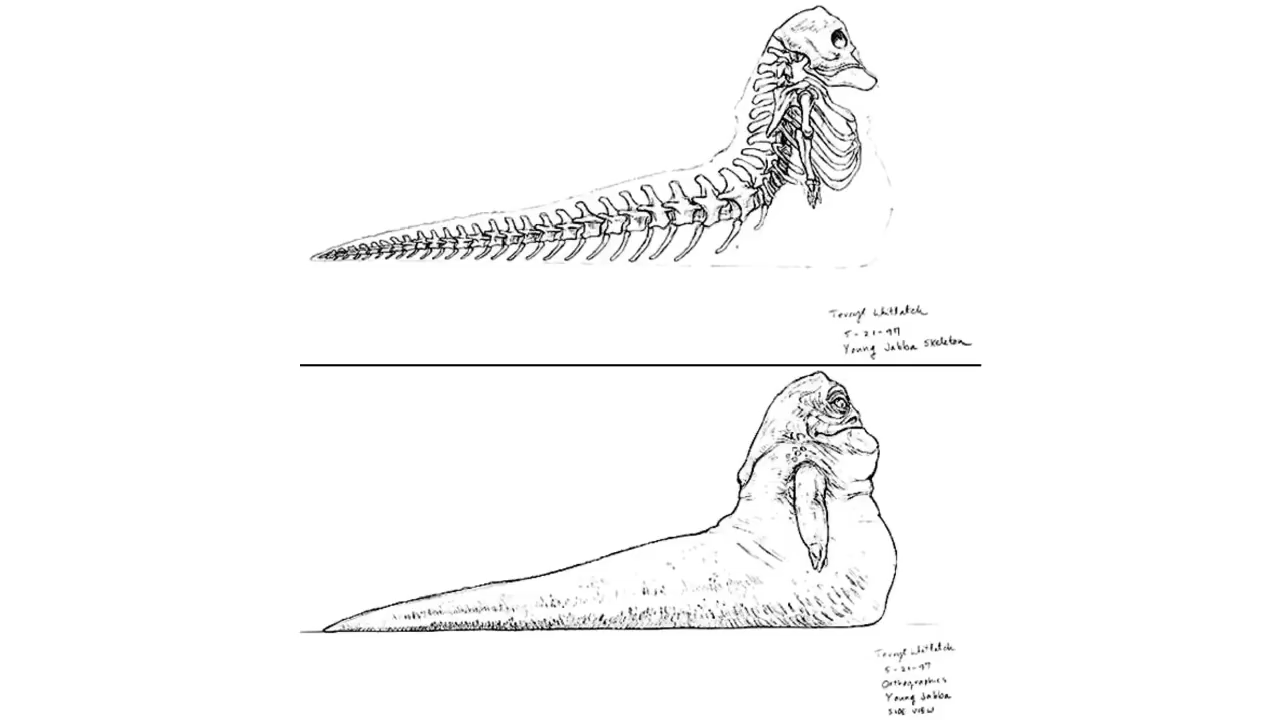 Terryl Whitlatch
5-21-97
Young Jabba Skeleton
Terryl Whitlatch
5-21-97
Orthographics
Young Jabba
SIDE VIEW